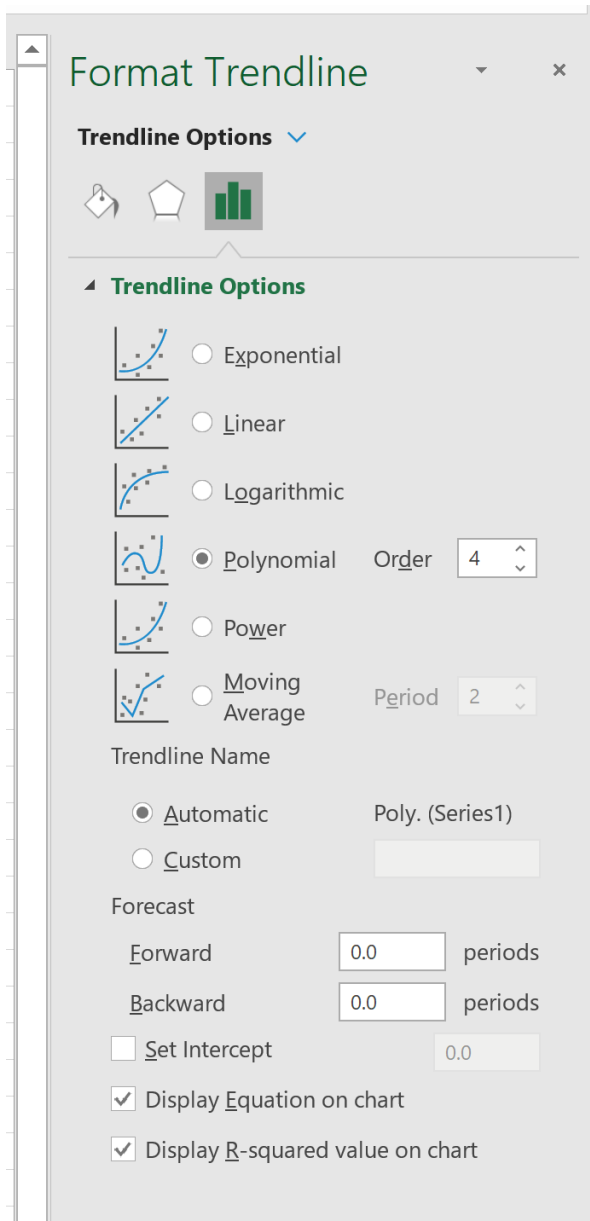 Format Trendline
Trendline Options
Trendline Options
Exponential
Linear
Logarithmic
Polynomial Order 4
Power
Moving
Average Period 2
Trendline Name
Automatic Poly. (Series1)
Custom
Forecast
Forward 0.0 periods
Backward 0.0 periods
Set Intercept 0.0
Display Equation on chart
Display R-squared value on chart